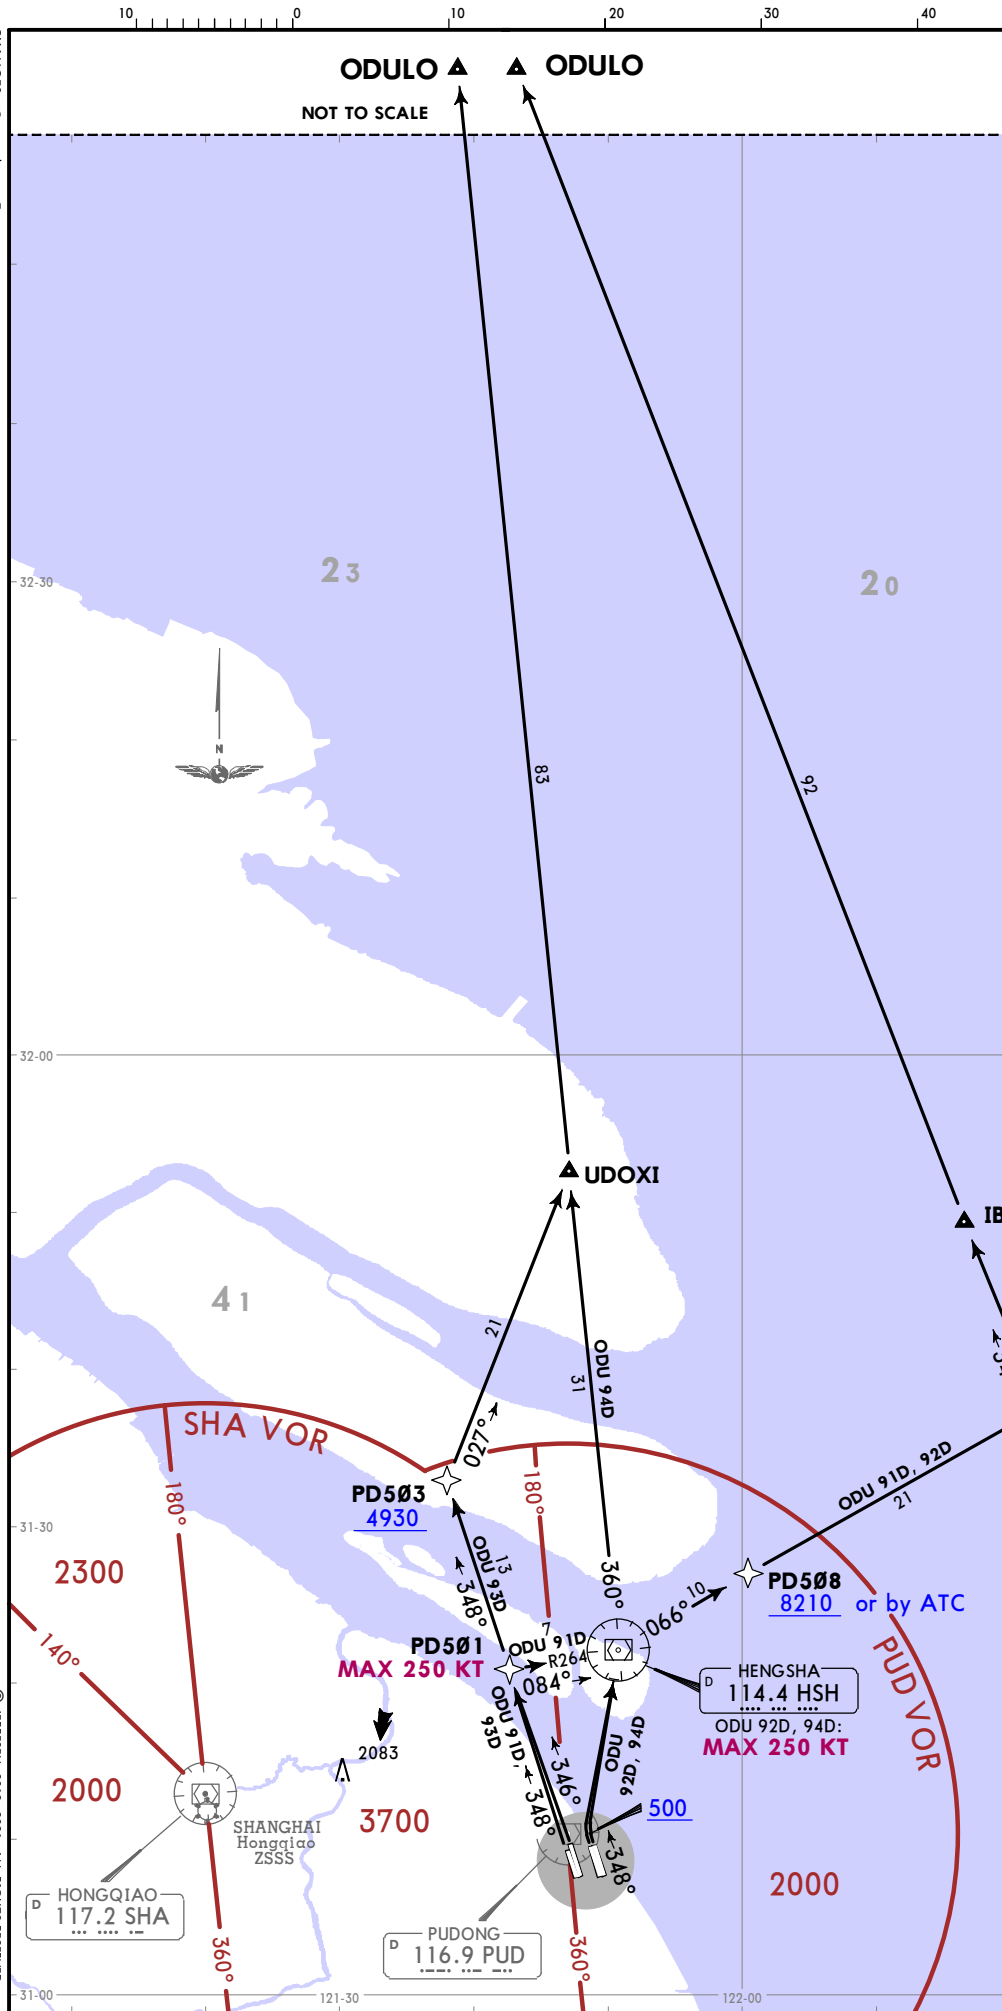 10 0 10 20 30 40
ODULO ODULO
NOT TO SCALE
32-30
23
20
N
83
92
32-00
UDOXI
IB
41
21
ODU 94D
31
SHA VOR
027°
180°
180°
PD5Ø3
4930
ODU 91D, 92D
21
31-30
2300
13
ODU 93D
348°
360°
066°
10
PD5Ø8
8210 or by ATC
140°
7
PD5Ø1
MAX 250 KT
ODU 91D
R264
084°
HENGSHA
D 114.4 HSH
ODU 92D, 94D:
MAX 250 KT
PUD VOR
ODU 91D,
93D
348°
346°
ODU
92D, 94D
2083
2000
3700
500
348°
SHANGHAI
Hongqiao
ZSSS
2000
HONGQIAO
D 117.2 SHA
PUDONG
D 116.9 PUD
360°
360°
31-00
121-30
122-00